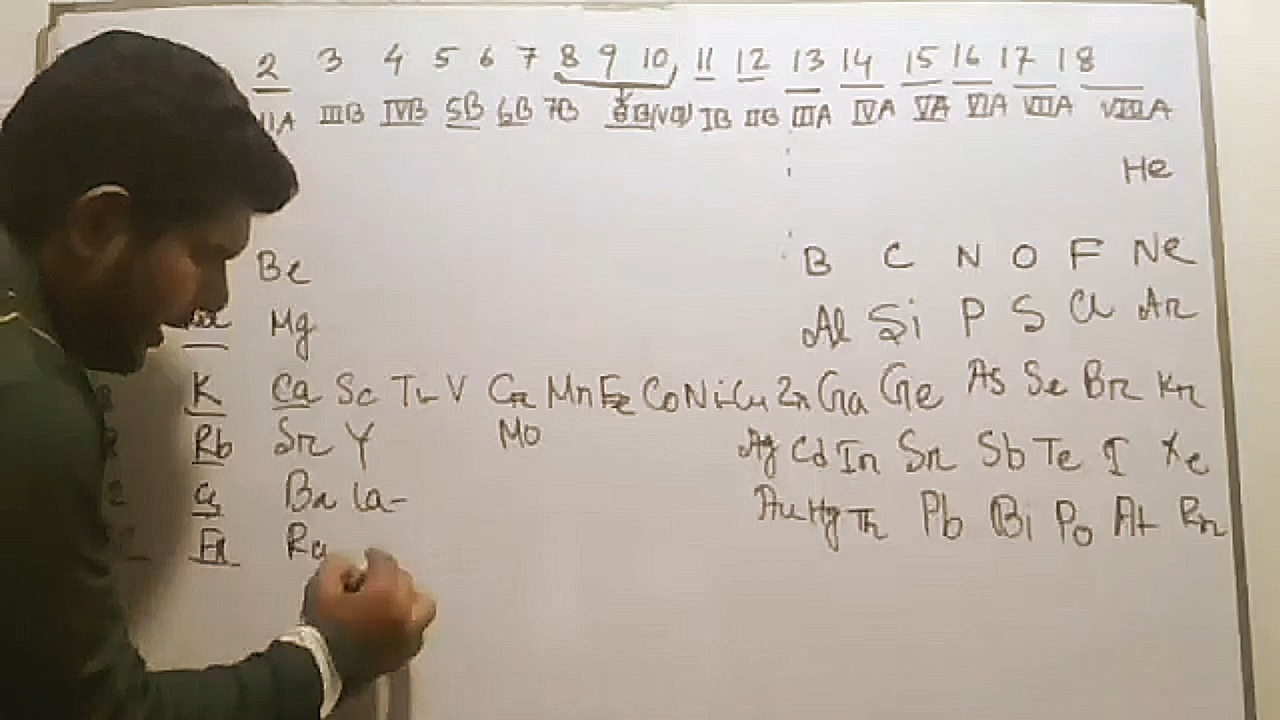 2 3 4 5 6 7 8 9 10, 11 12 13 14 15 16 17 18
IIA IIIB IVB 5B 6B 7B IB IIB IIIA IVA VA VIA VIIA VIIIA
He
Be B C N O F Ne
Mg Al Si P S Cl Ar
K Ca Sc V Cr Mn Fe Co Ni Cu Zn Ga Ge As Se Br Kr
Mo
Rb Sr Y Ag Cd In Sn Sb Te I Xe
Cs Ba La- Au Hg Th Pb Bi Po At Rn
Fr Ra